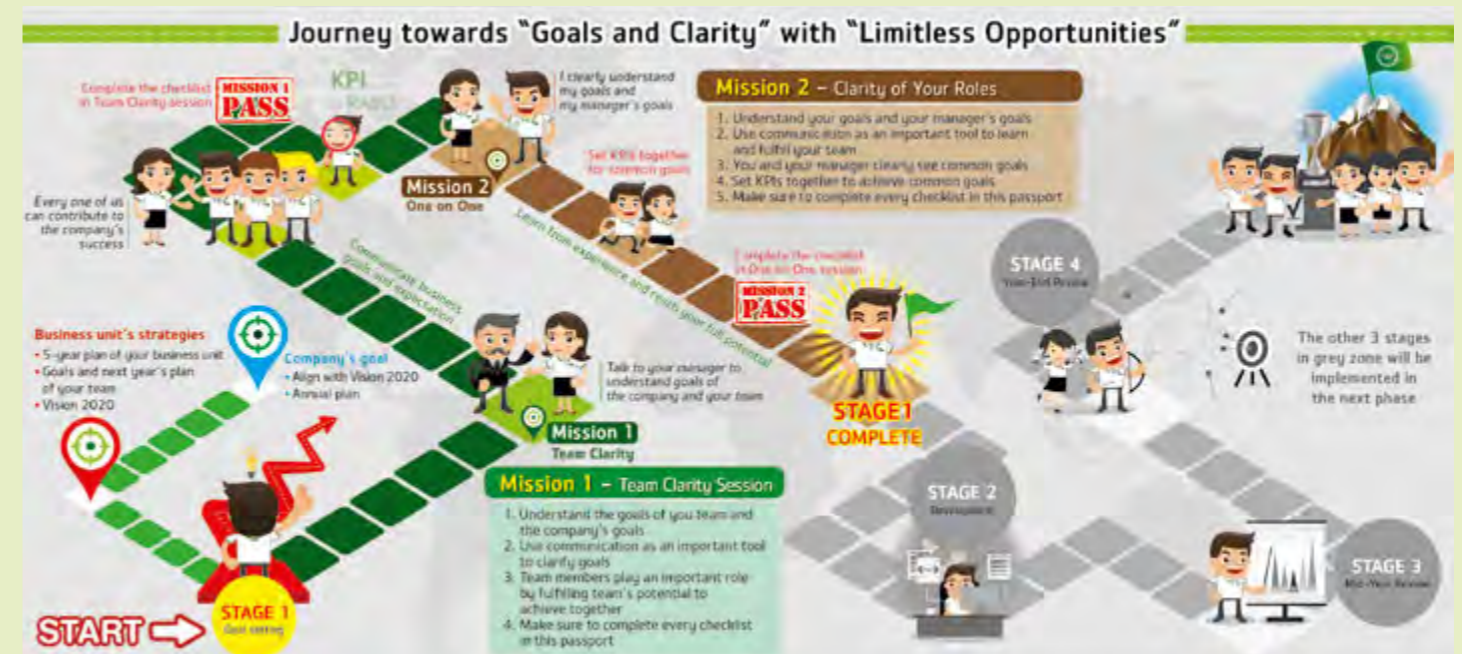 Journey towards “Goals and Clarity” with “Limitless Opportunities”
Complete the checklist
in Team Clarity session
MISSION 1
PASS
KPI
I clearly understand
my goals and
my manager's goals
Mission 2 – Clarity of Your Roles
1. Understand your goals and your manager's goals
2. Use communication as an important tool to learn
and fulfil your team
3. You and your manager clearly see common goals
4. Set KPIs together to achieve common goals
5. Make sure to complete every checklist in this passport
Every one of us
can contribute to
the company's
success
Mission 2
One on One
Set KPIs together
for common goals
Communicate business
goals and expectation
Learn from experience and reach your full potential
Complete the checklist
in One on One session
MISSION 2
PASS
STAGE 4
Year-End Review
Business unit's strategies
• 5-year plan of your business unit
• Goals and next year's plan
of your team
• Vision 2020
Company's goal
• Align with Vision 2020
• Annual plan
Talk to your manager to
understand goals of
the company and your team
The other 3 stages
in grey zone will be
implemented in
the next phase
STAGE1
COMPLETE
Mission 1
Team Clarity
Mission 1 – Team Clarity Session
1. Understand the goals of you team and
the company's goals
2. Use communication as an important tool
to clarify goals
3. Team members play an important role
by fulfilling team's potential to
achieve together
4. Make sure to complete every checklist
in this passport
STAGE 2
Development
STAGE 3
Mid-Year Review
START
STAGE 1
Goal setting